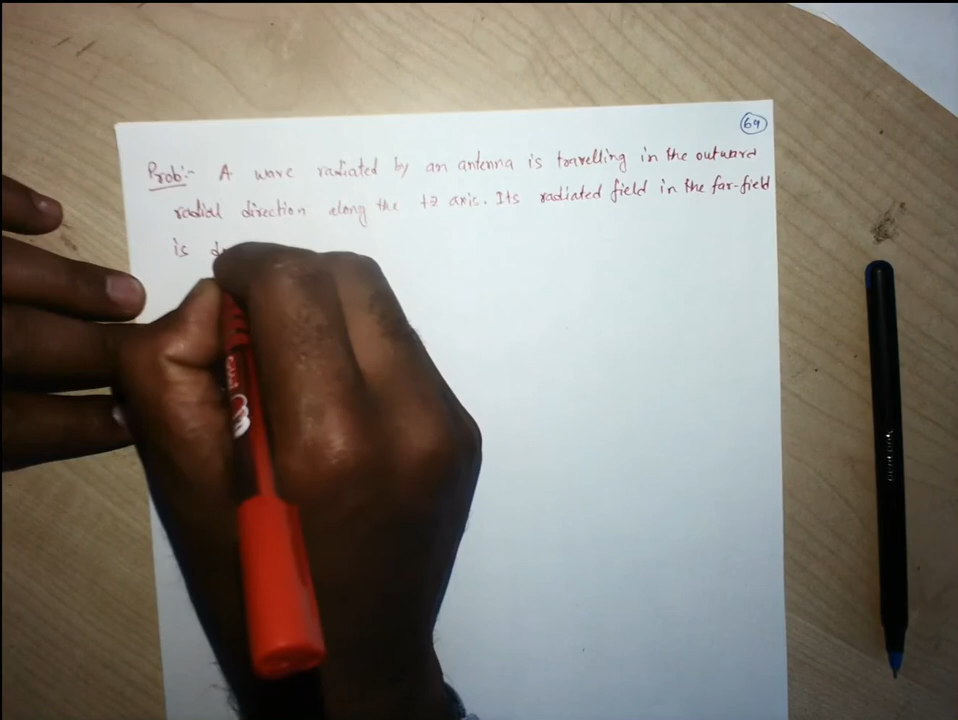 69
Prob:- A wave radiated by an antenna is travelling in the outward
radial direction along the +z axis. Its radiated field in the far-field
is